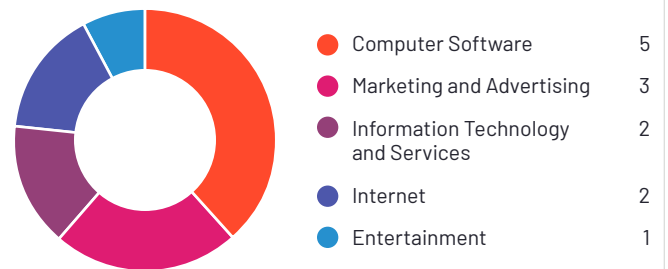 Computer Software 5
Marketing and Advertising 3
Information Technology 2
and Services
Internet 2
Entertainment 1